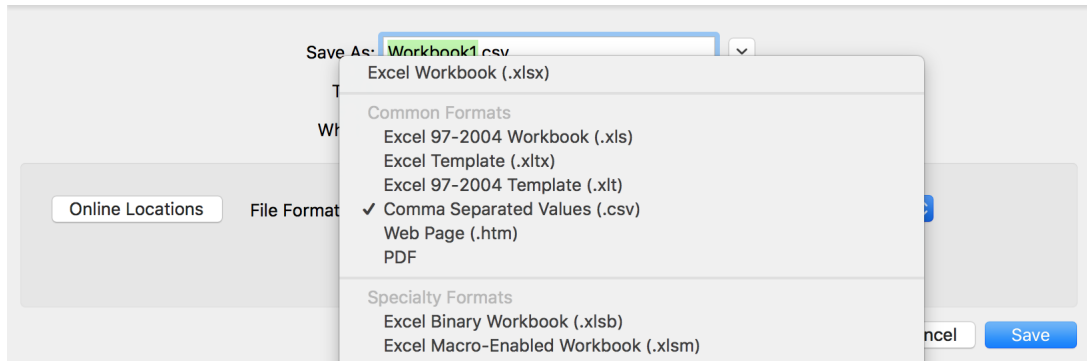 Save As: Workbook1.csv
Excel Workbook (.xlsx)
Common Formats
Excel 97-2004 Workbook (.xls)
Excel Template (.xltx)
Excel 97-2004 Template (.xlt)
Online Locations File Format ✓ Comma Separated Values (.csv)
Web Page (.htm)
PDF
Specialty Formats
Excel Binary Workbook (.xlsb)
Excel Macro-Enabled Workbook (.xlsm)
Save